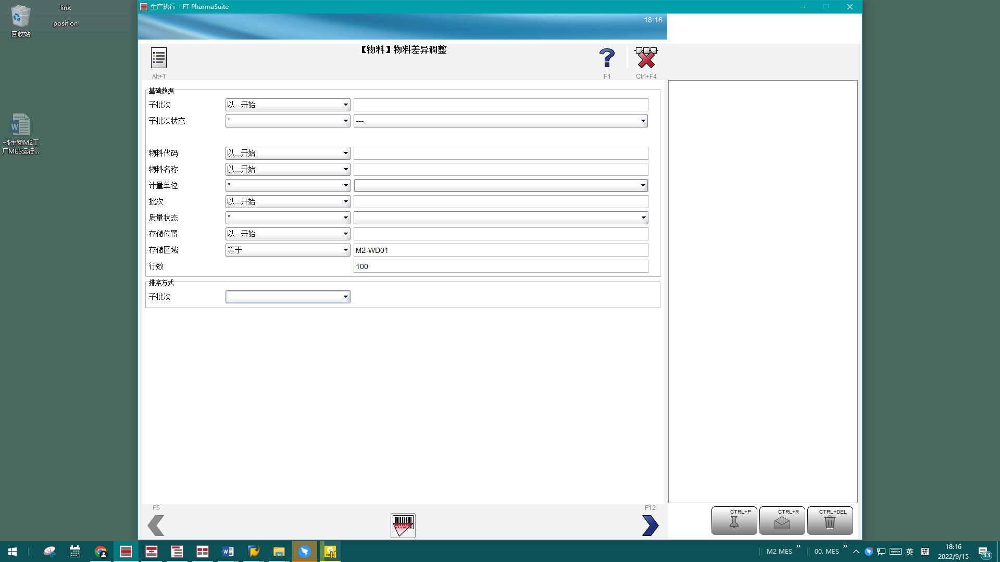 回收站
link
position
~$生物M2工
厂MES运行...
生产执行 - FT PharmaSuite
18:16
【物料】物料差异调整
Alt+T
F1
Ctrl+F4
基础数据
子批次 以...开始
子批次状态 * ---
物料代码 以...开始
物料名称 以...开始
计量单位 *
批次 以...开始
质量状态 *
存储位置 以...开始
存储区域 等于 M2-WD01
行数 100
排序方式
子批次
F5
F12
CTRL+P
CTRL+R
CTRL+DEL
M2 MES
00. MES
英
拼
18:16
2022/9/15
33